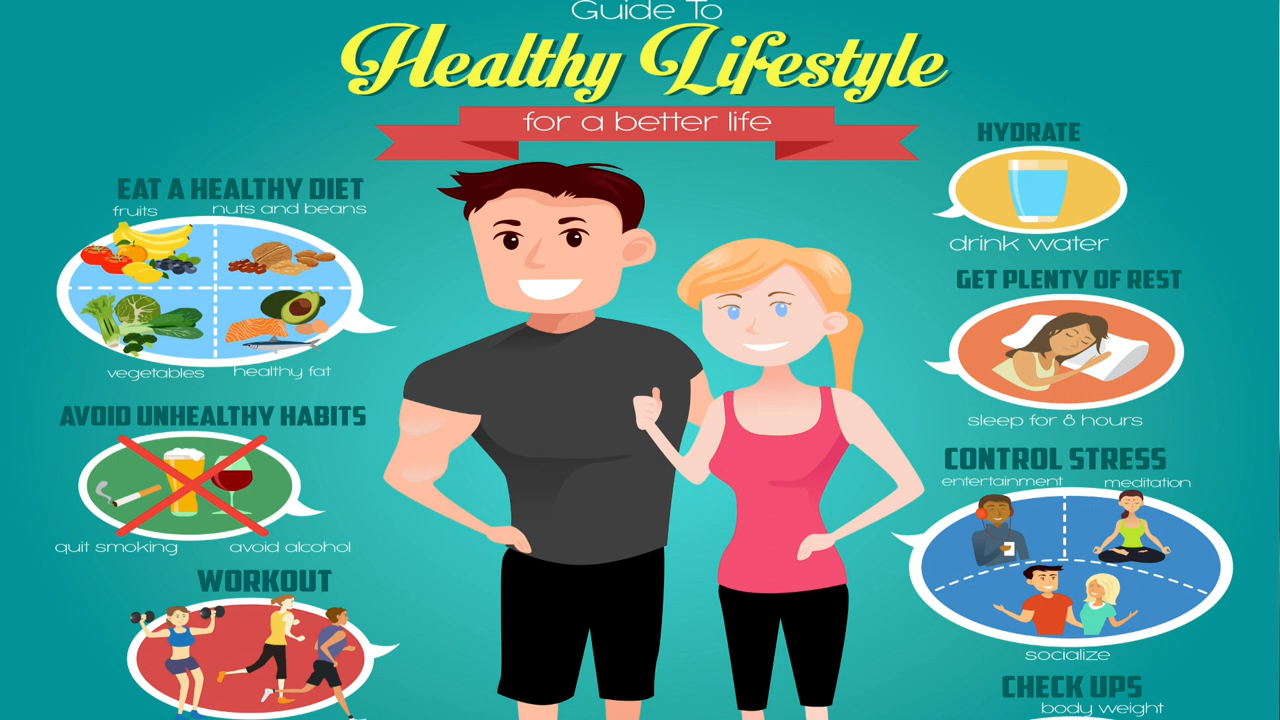 Guide To
Healthy Lifestyle
for a better life
EAT A HEALTHY DIET
fruits
nuts and beans
vegetables
healthy fat
AVOID UNHEALTHY HABITS
quit smoking
avoid alcohol
WORKOUT
HYDRATE
drink water
GET PLENTY OF REST
sleep for 8 hours
CONTROL STRESS
entertainment
meditation
socialize
CHECK UPS
body weight